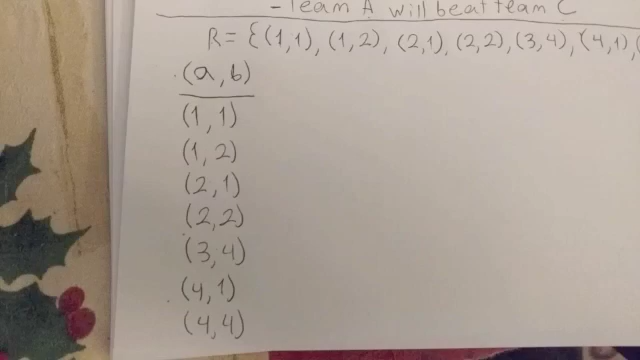 - Team A will beat team C
R = {(1,1), (1,2), (2,1), (2,2), (3,4), (4,1), (
(a, b)
(1, 1)
(1, 2)
(2, 1)
(2, 2)
(3, 4)
(4, 1)
(4, 4)